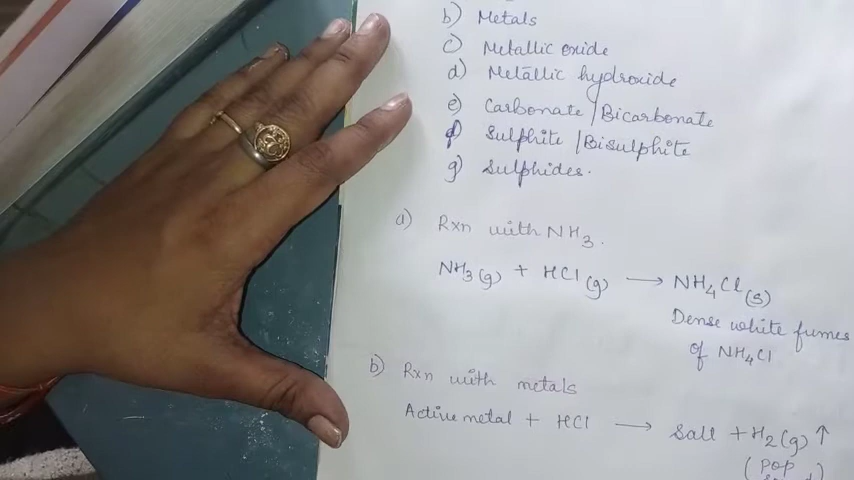 b) Metals
c) Metallic oxide
d) Metallic hydroxide
e) Carbonate / Bicarbonate
f) Sulphite / Bisulphite
g) Sulphides.
a) Rxn with NH₃.
NH₃(g) + HCl(g) → NH₄Cl(s)
Dense white fumes
of NH₄Cl
b) Rxn with metals
Active metal + HCl → Salt + H₂(g) ↑
(pop